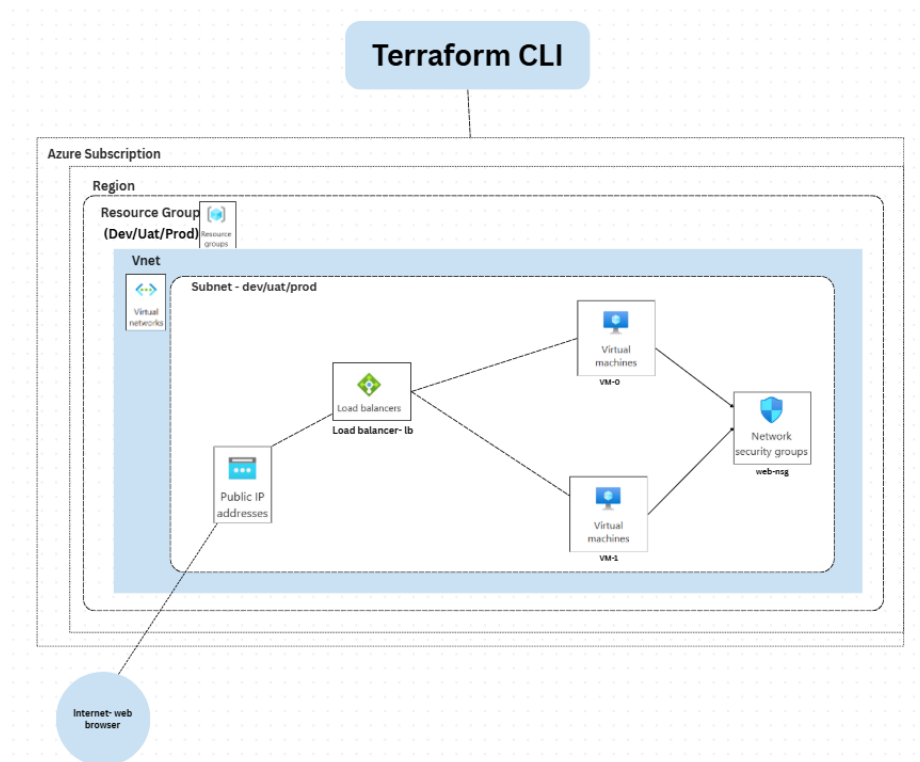 Terraform CLI
Azure Subscription
Region
Resource Group
(Dev/Uat/Prod)
Resource
groups
Vnet
Virtual
networks
Subnet - dev/uat/prod
Virtual
machines
VM-0
Load balancers
Load balancer- lb
Network
security groups
web-nsg
Public IP
addresses
Virtual
machines
VM-1
Internet- web
browser